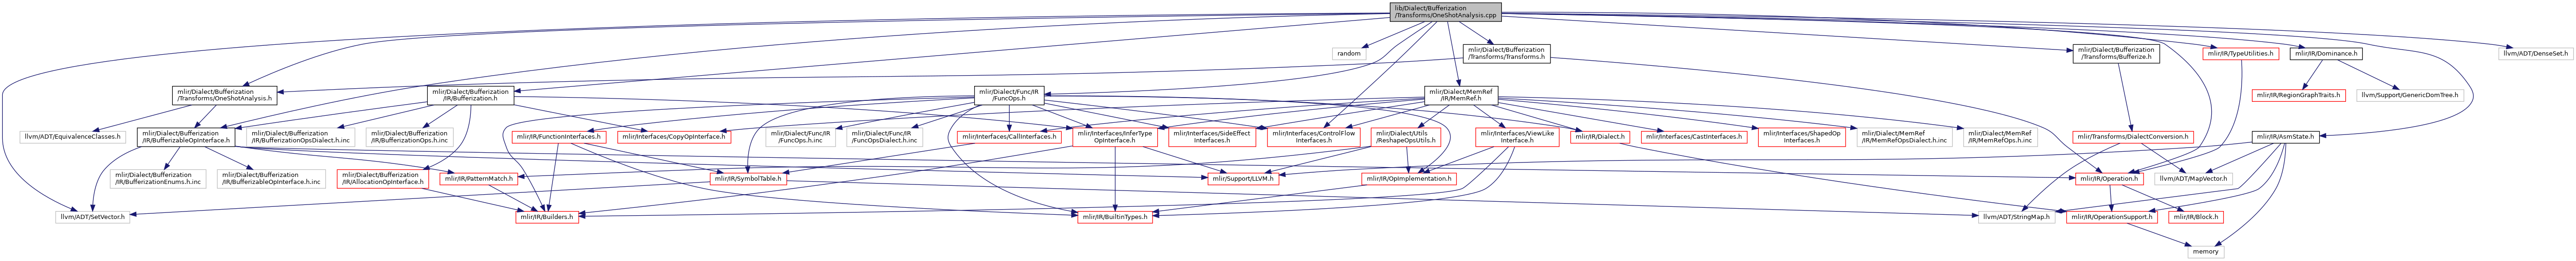 lib/Dialect/Bufferization
/Transforms/OneShotAnalysis.cpp
random
mlir/Dialect/Bufferization
/Transforms/Transforms.h
mlir/Dialect/Bufferization
/Transforms/Bufferize.h
mlir/IR/TypeUtilities.h
mlir/IR/Dominance.h
llvm/ADT/DenseSet.h
mlir/Dialect/Bufferization
/Transforms/OneShotAnalysis.h
mlir/Dialect/Bufferization
/IR/Bufferization.h
mlir/Dialect/Func/IR
/FuncOps.h
mlir/Dialect/MemRef
/IR/MemRef.h
mlir/IR/RegionGraphTraits.h
llvm/Support/GenericDomTree.h
llvm/ADT/EquivalenceClasses.h
mlir/Dialect/Bufferization
/IR/BufferizableOpInterface.h
mlir/Dialect/Bufferization
/IR/BufferizationOpsDialect.h.inc
mlir/Dialect/Bufferization
/IR/BufferizationOps.h.inc
mlir/IR/FunctionInterfaces.h
mlir/Interfaces/CopyOpInterface.h
mlir/Dialect/Func/IR
/FuncOps.h.inc
mlir/Dialect/Func/IR
/FuncOpsDialect.h.inc
mlir/Interfaces/CallInterfaces.h
mlir/Interfaces/InferType
OpInterface.h
mlir/Interfaces/SideEffect
Interfaces.h
mlir/Interfaces/ControlFlow
Interfaces.h
mlir/Dialect/Utils
/ReshapeOpsUtils.h
mlir/Interfaces/ViewLike
Interface.h
mlir/IR/Dialect.h
mlir/Interfaces/CastInterfaces.h
mlir/Interfaces/ShapedOp
Interfaces.h
mlir/Dialect/MemRef
/IR/MemRefOpsDialect.h.inc
mlir/Dialect/MemRef
/IR/MemRefOps.h.inc
mlir/Transforms/DialectConversion.h
mlir/IR/AsmState.h
mlir/Dialect/Bufferization
/IR/BufferizationEnums.h.inc
mlir/Dialect/Bufferization
/IR/BufferizableOpInterface.h.inc
mlir/Dialect/Bufferization
/IR/AllocationOpInterface.h
mlir/IR/PatternMatch.h
mlir/IR/SymbolTable.h
mlir/Support/LLVM.h
mlir/IR/OpImplementation.h
mlir/IR/Operation.h
llvm/ADT/MapVector.h
llvm/ADT/SetVector.h
mlir/IR/Builders.h
mlir/IR/BuiltinTypes.h
llvm/ADT/StringMap.h
mlir/IR/OperationSupport.h
mlir/IR/Block.h
memory